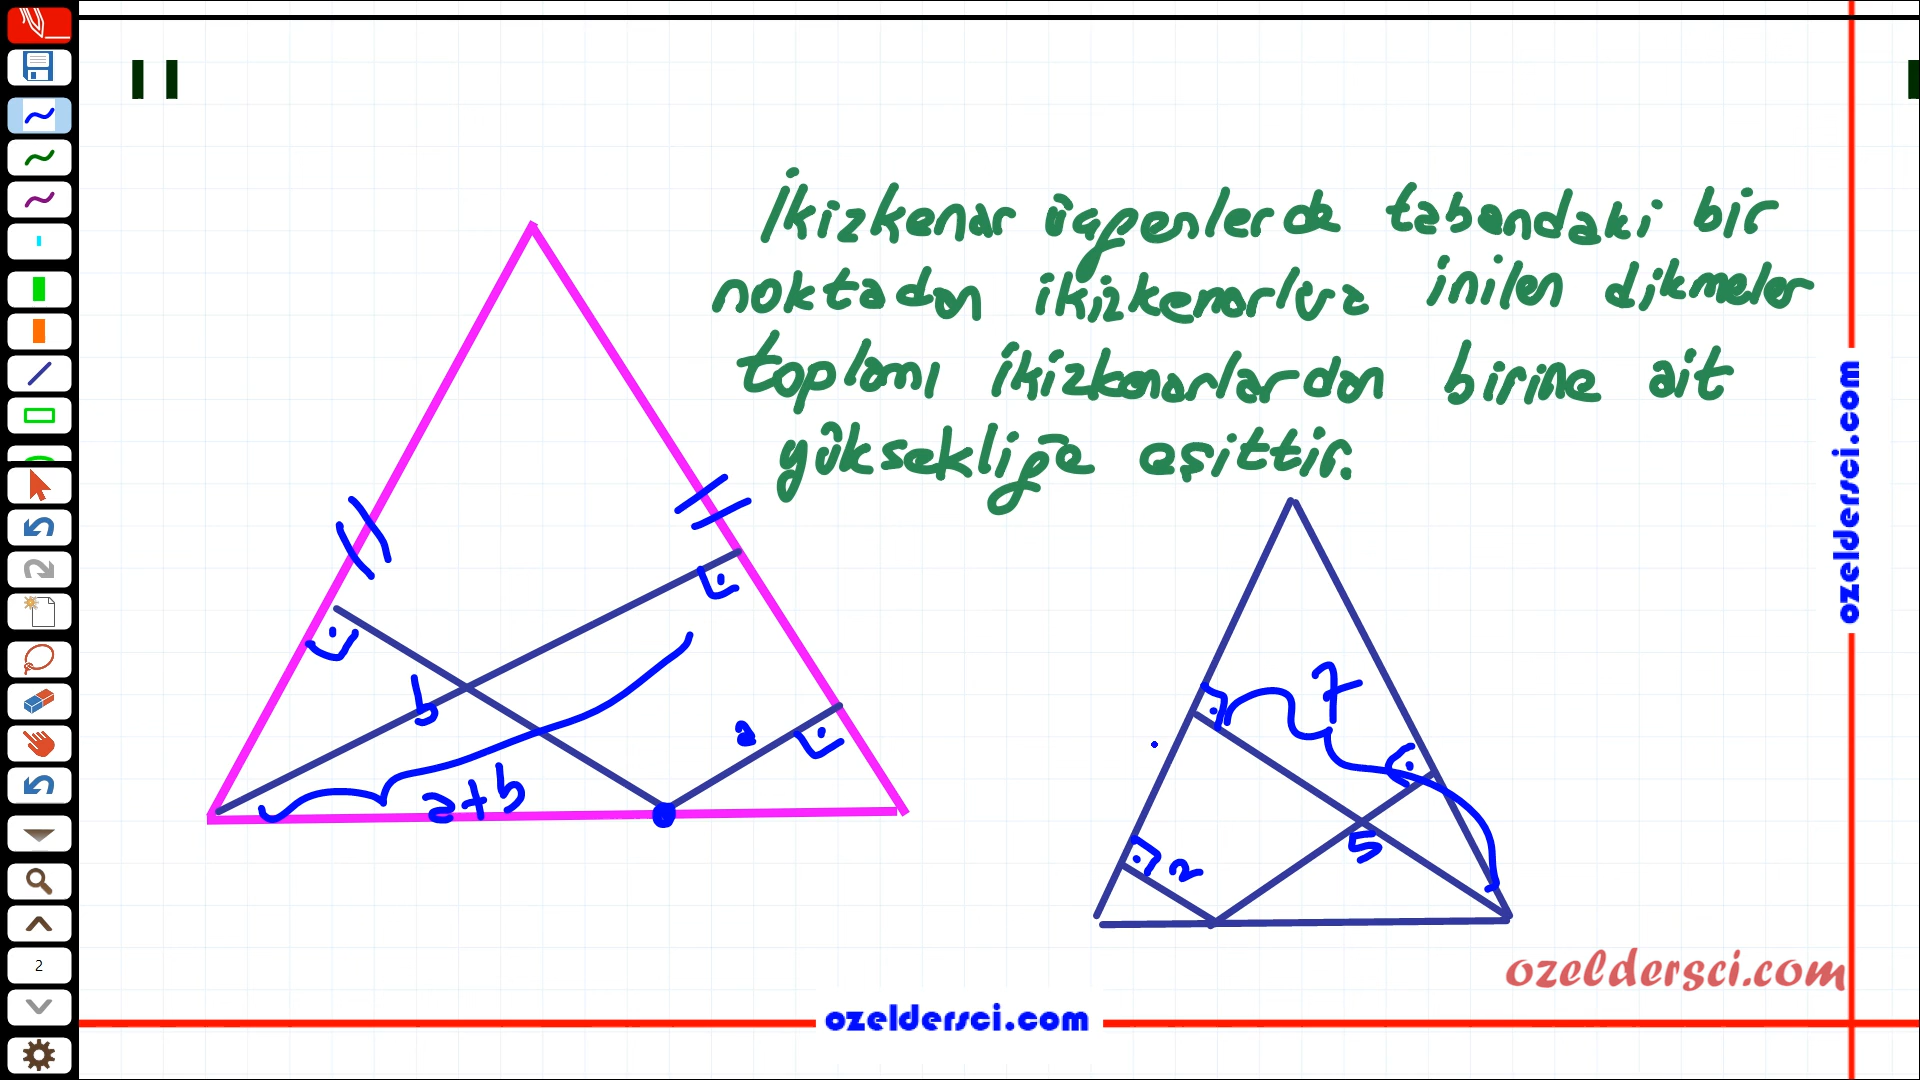 İkizkenar üçgenlerde tabandaki bir
noktadan ikizkenarlara inilen dikmeler
toplamı ikizkenarlardan birine ait
yüksekliğe eşittir.
b
a
a+b
7
5
2
ozeldersci.com
ozeldersci.com
ozeldersci.com
2